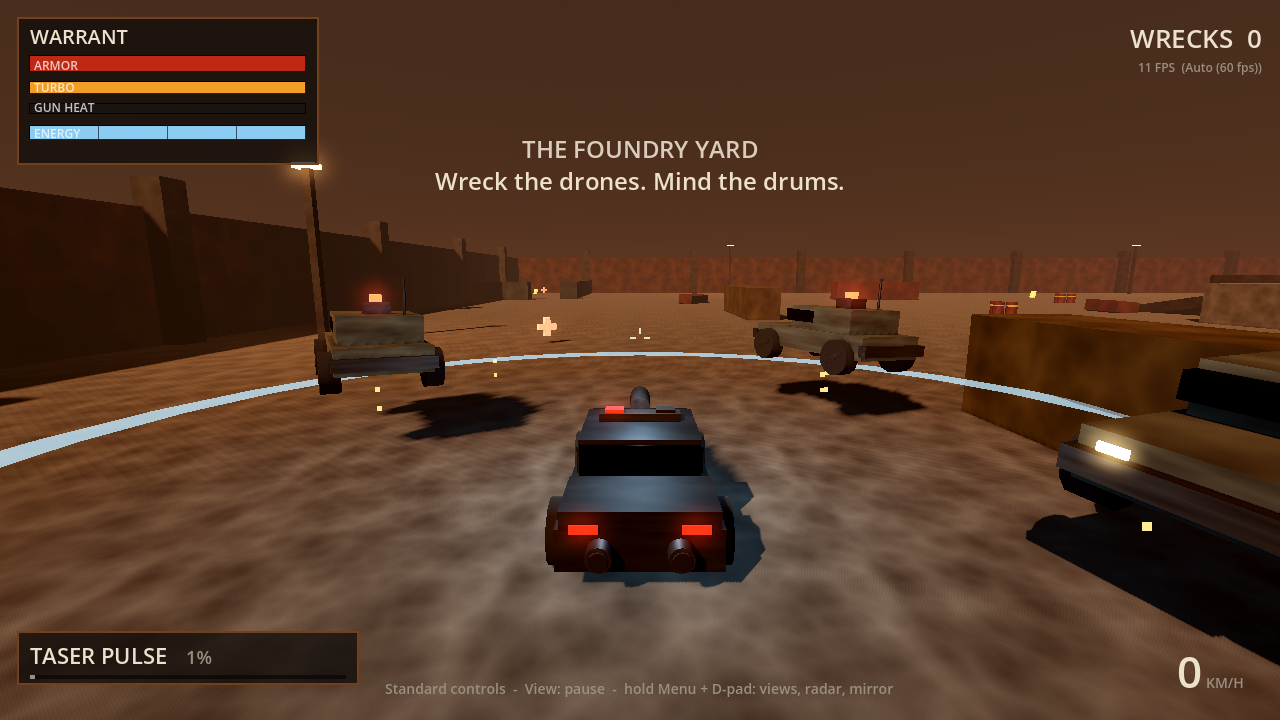 WARRANT
ARMOR
TURBO
GUN HEAT
ENERGY
WRECKS 0
11 FPS (Auto (60 fps))
THE FOUNDRY YARD
Wreck the drones. Mind the drums.
TASER PULSE 1%
Standard controls - View: pause - hold Menu + D-pad: views, radar, mirror
0 KM/H